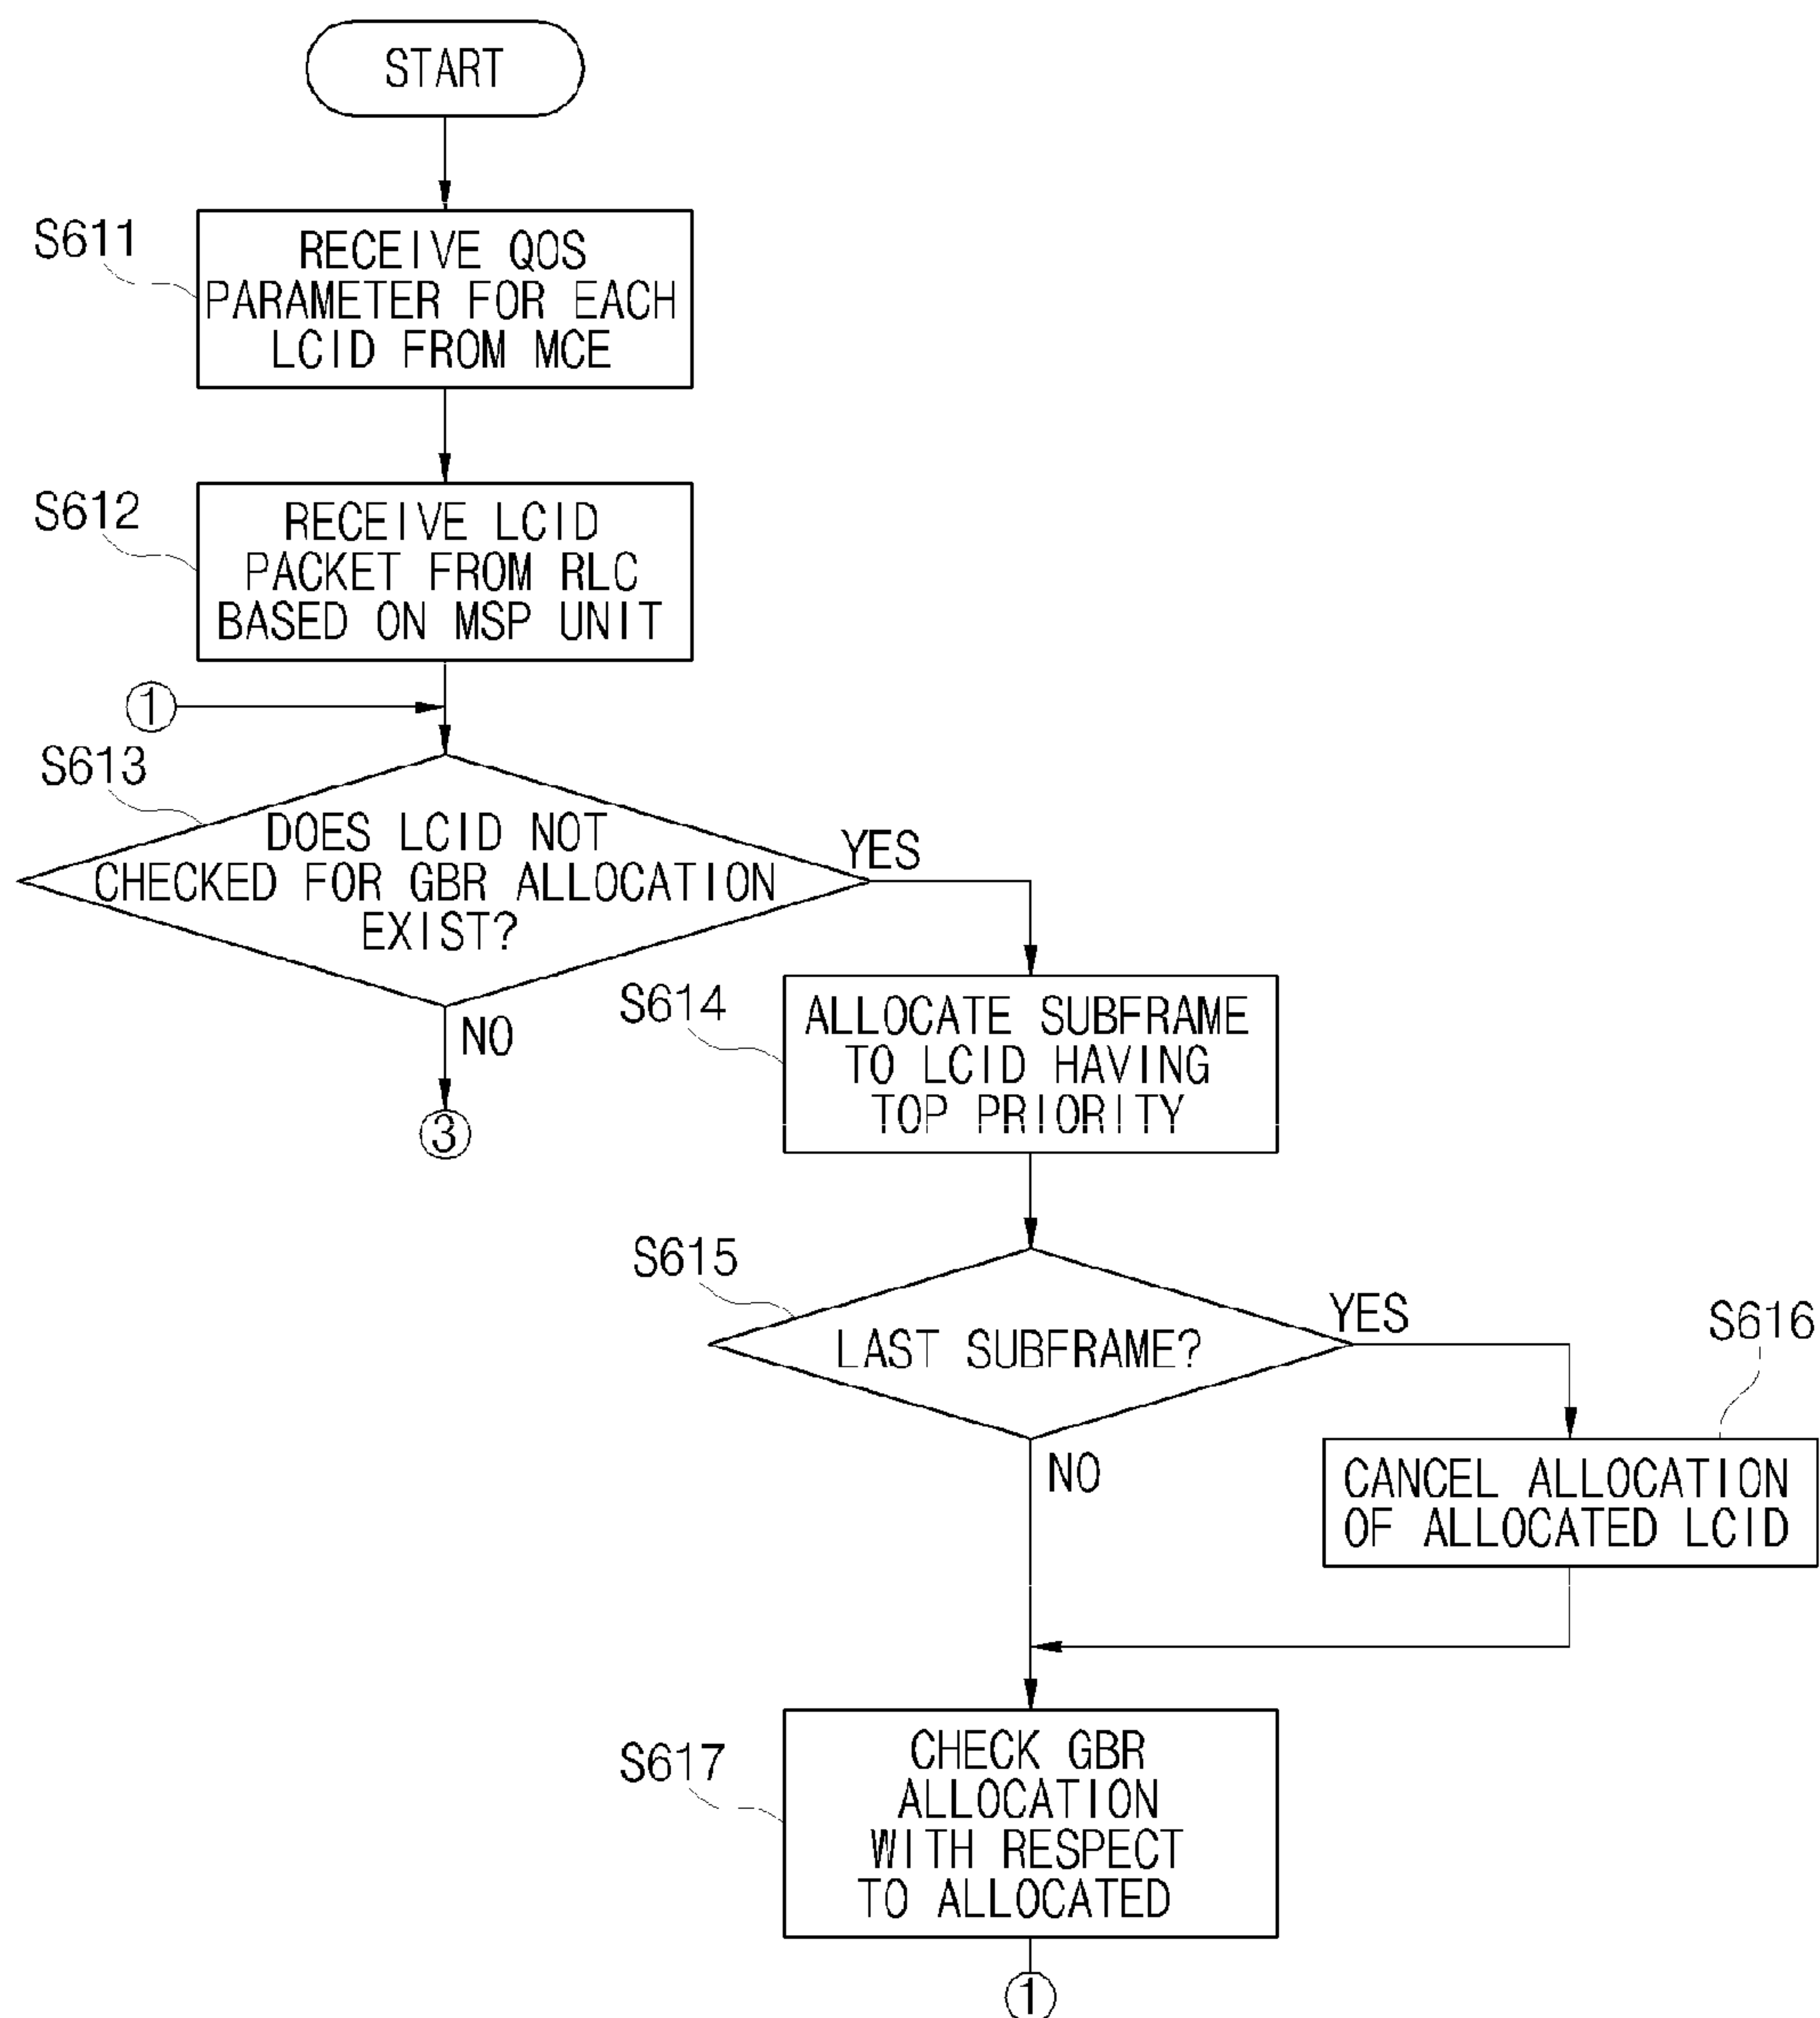 START
S611
RECEIVE QOS
PARAMETER FOR EACH
LCID FROM MCE
S612
RECEIVE LCID
PACKET FROM RLC
BASED ON MSP UNIT
1
S613
DOES LCID NOT
CHECKED FOR GBR ALLOCATION
EXIST?
YES
NO
3
S614
ALLOCATE SUBFRAME
TO LCID HAVING
TOP PRIORITY
S615
LAST SUBFRAME?
YES
NO
S616
CANCEL ALLOCATION
OF ALLOCATED LCID
S617
CHECK GBR
ALLOCATION
WITH RESPECT
TO ALLOCATED
1